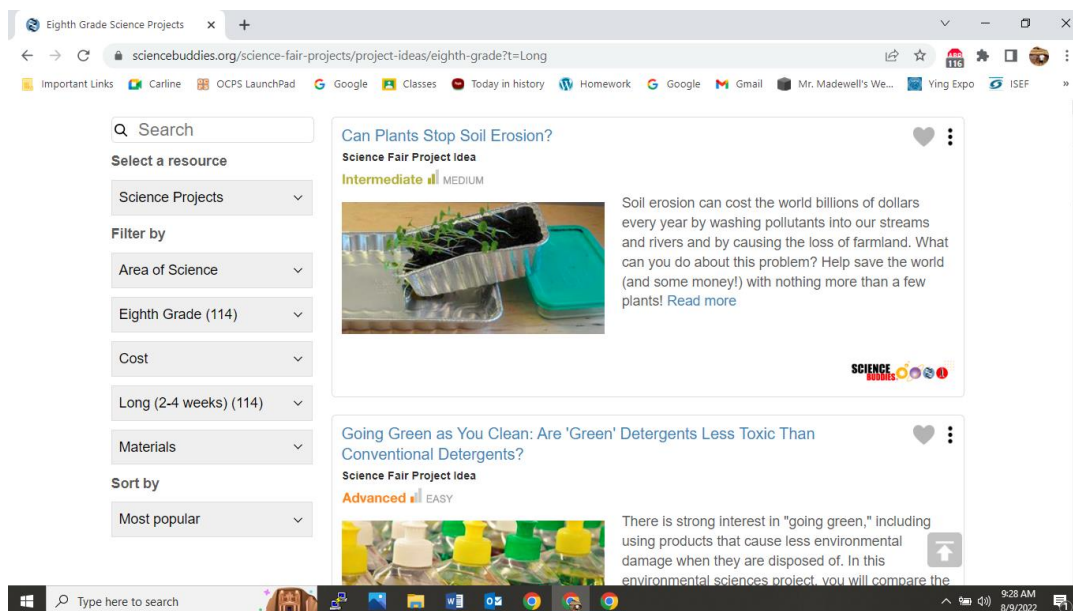 Eighth Grade Science Projects
sciencebuddies.org/science-fair-projects/project-ideas/eighth-grade?t=Long
116
Important Links Carline OCPS LaunchPad Google Classes Today in history Homework Google Mail Gmail Mr. Madewell's We... Ying Expo ISEF »
Search
Select a resource
Science Projects
Filter by
Area of Science
Eighth Grade (114)
Cost
Long (2-4 weeks) (114)
Materials
Sort by
Most popular
Can Plants Stop Soil Erosion?
Science Fair Project Idea
Intermediate MEDIUM
Soil erosion can cost the world billions of dollars
every year by washing pollutants into our streams
and rivers and by causing the loss of farmland. What
can you do about this problem? Help save the world
(and some money!) with nothing more than a few
plants! Read more
SCIENCE
BUDDIES
Going Green as You Clean: Are 'Green' Detergents Less Toxic Than
Conventional Detergents?
Science Fair Project Idea
Advanced EASY
There is strong interest in "going green," including
using products that cause less environmental
damage when they are disposed of. In this
environmental sciences project, you will compare the
Type here to search
9:28 AM
8/9/2022